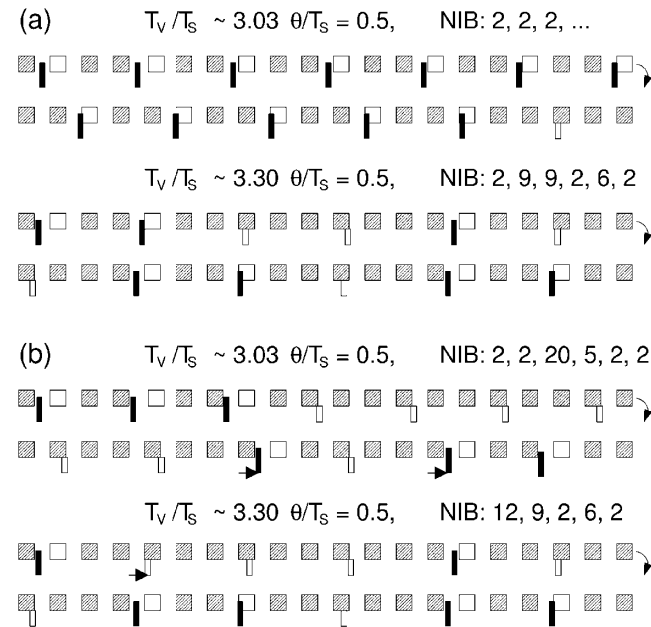 (a) T_V /T_S ~ 3.03 θ/T_S = 0.5, NIB: 2, 2, 2, ...
T_V /T_S ~ 3.30 θ/T_S = 0.5, NIB: 2, 9, 9, 2, 6, 2
(b) T_V /T_S ~ 3.03 θ/T_S = 0.5, NIB: 2, 2, 20, 5, 2, 2
T_V /T_S ~ 3.30 θ/T_S = 0.5, NIB: 12, 9, 2, 6, 2